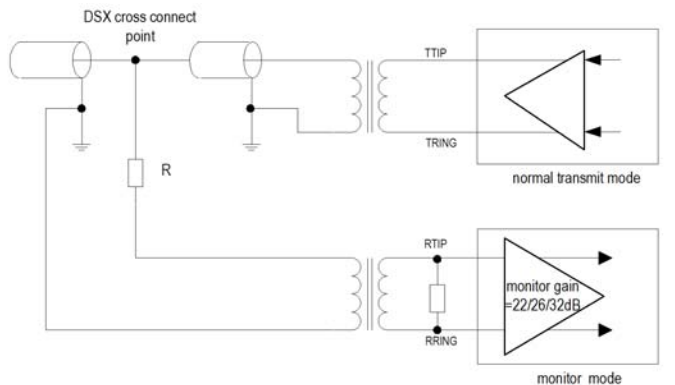 DSX cross connect
point
TTIP
TRING
normal transmit mode
R
RTIP
monitor gain
=22/26/32dB
RRING
monitor mode